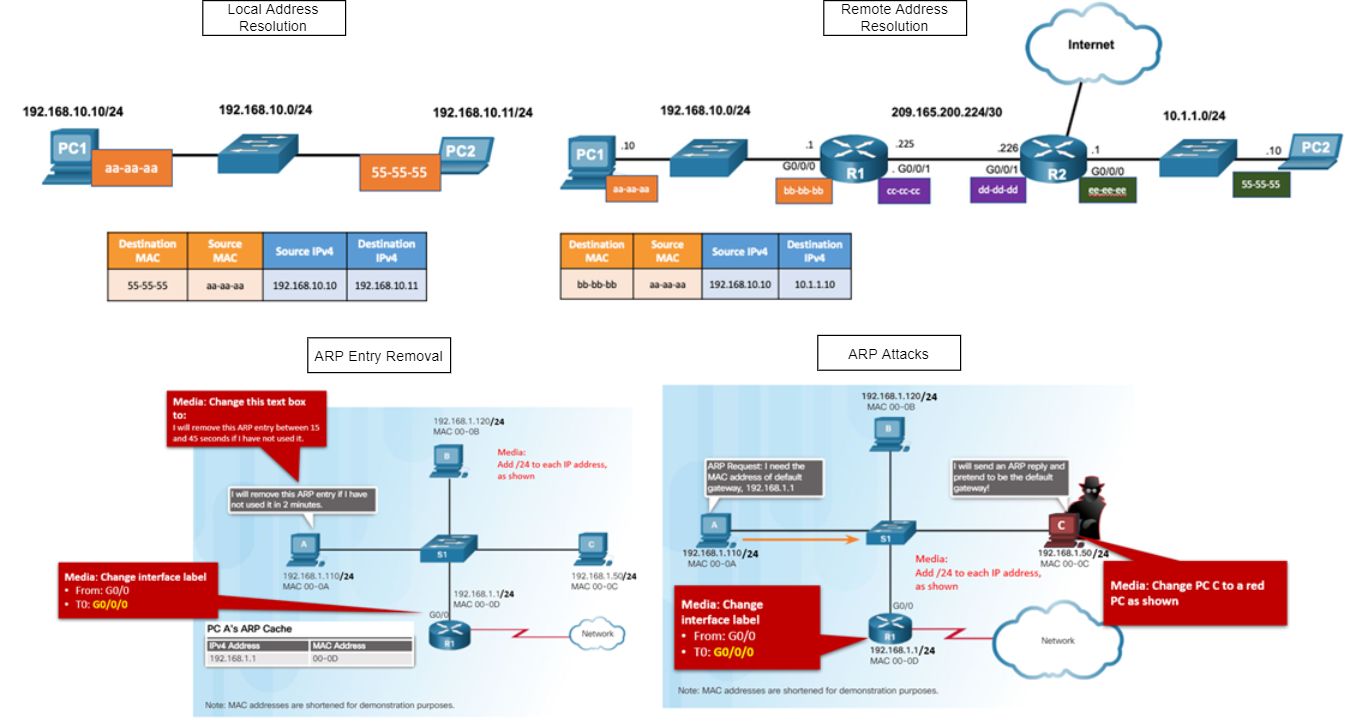 Local Address
Resolution
192.168.10.10/24
192.168.10.0/24
192.168.10.11/24
PC1
aa-aa-aa
55-55-55
PC2
Destination MAC Source MAC Source IPv4 Destination IPv4
55-55-55 aa-aa-aa 192.168.10.10 192.168.10.11
Remote Address
Resolution
Internet
192.168.10.0/24
209.165.200.224/30
10.1.1.0/24
PC1
.10
.1
.225
.226
.1
.10
PC2
G0/0/0
R1
. G0/0/1
G0/0/1
R2
G0/0/0
aa-aa-aa
bb-bb-bb
cc-cc-cc
dd-dd-dd
ee-ee-ee
55-55-55
Destination MAC Source MAC Source IPv4 Destination IPv4
bb-bb-bb aa-aa-aa 192.168.10.10 10.1.1.10
ARP Entry Removal
Media: Change this text box
to:
I will remove this ARP entry between 15
and 45 seconds if I have not used it.
192.168.1.120/24
MAC 00-0B
B
Media:
Add /24 to each IP address,
as shown
I will remove this ARP entry if I have
not used it in 2 minutes.
A
S1
C
192.168.1.110/24
MAC 00-0A
192.168.1.50/24
MAC 00-0C
Media: Change interface label
• From: G0/0
• T0: G0/0/0
192.168.1.1/24
MAC 00-0D
G0/0
R1
Network
PC A's ARP Cache
IPv4 Address MAC Address
192.168.1.1 00-0D
Note: MAC addresses are shortened for demonstration purposes.
ARP Attacks
192.168.1.120/24
MAC 00-0B
B
ARP Request: I need the
MAC address of default
gateway, 192.168.1.1
I will send an ARP reply and
pretend to be the default
gateway!
A
S1
C
192.168.1.110/24
MAC 00-0A
192.168.1.50/24
MAC 00-0C
Media:
Add /24 to each IP address,
as shown
Media: Change PC C to a red
PC as shown
Media: Change
interface label
• From: G0/0
• T0: G0/0/0
G0/0
R1
192.168.1.1/24
MAC 00-0D
Network
Note: MAC addresses are shortened for demonstration purposes.